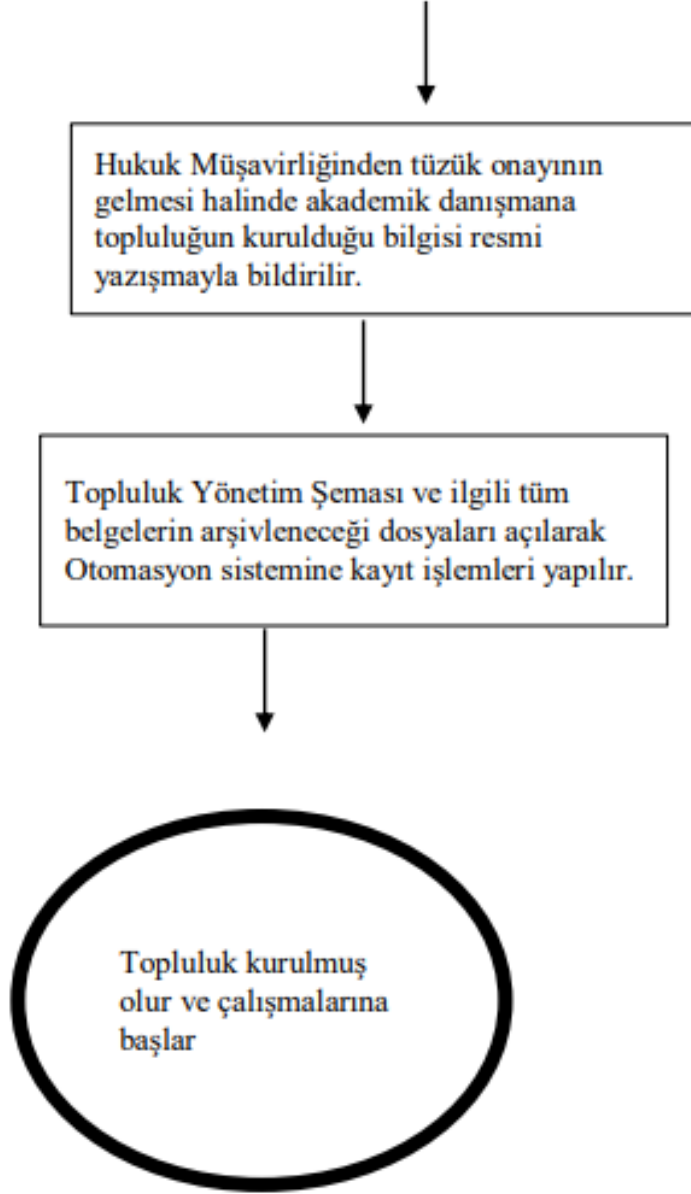 Hukuk Müşavirliğinden tüzük onayının
gelmesi halinde akademik danışmana
topluluğun kurulduğu bilgisi resmi
yazışmayla bildirilir.
Topluluk Yönetim Şeması ve ilgili tüm
belgelerin arşivleneceği dosyaları açılarak
Otomasyon sistemine kayıt işlemleri yapılır.
Topluluk kurulmuş
olur ve çalışmalarına
başlar